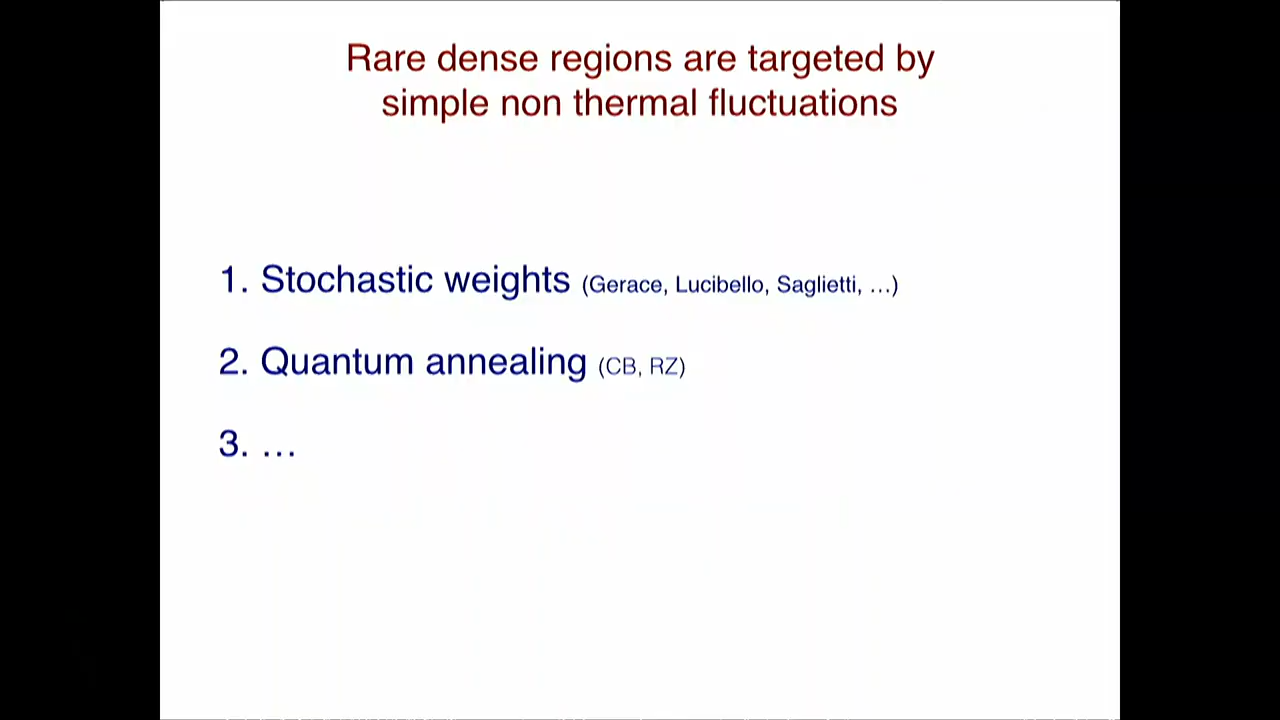 Rare dense regions are targeted by
simple non thermal fluctuations
1. Stochastic weights (Gerace, Lucibello, Saglietti, …)
2. Quantum annealing (CB, RZ)
3. …